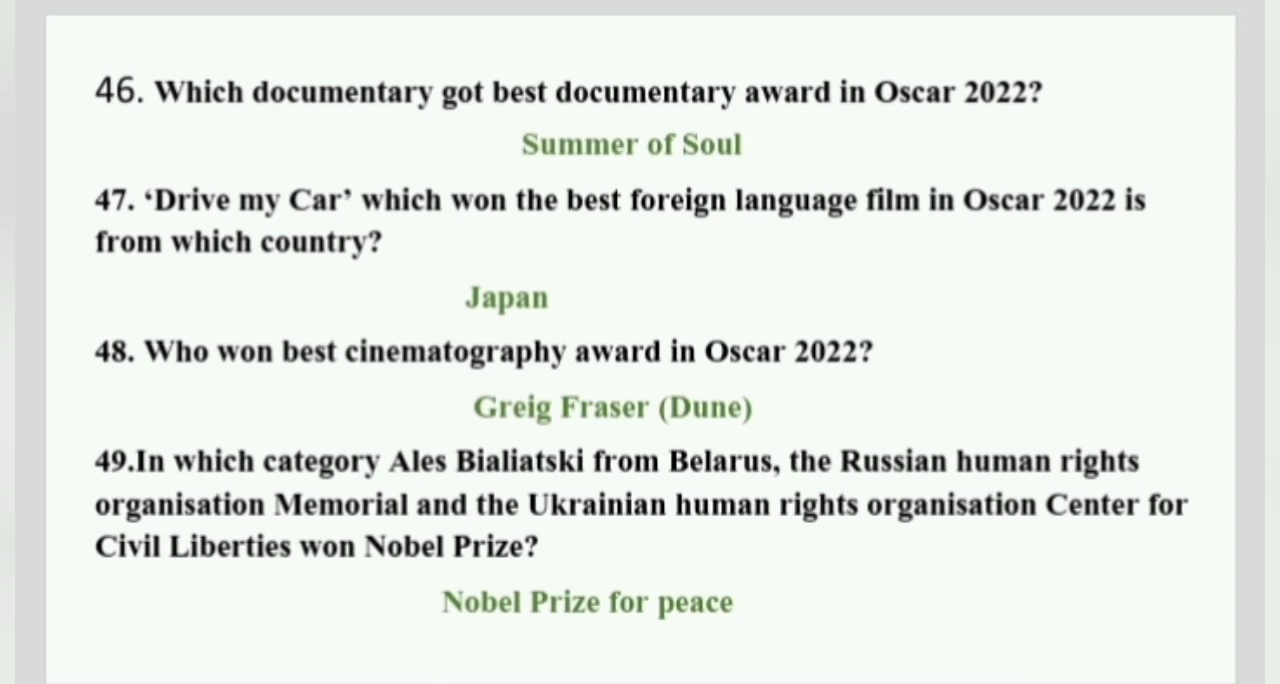 46. Which documentary got best documentary award in Oscar 2022?
Summer of Soul
47. ‘Drive my Car’ which won the best foreign language film in Oscar 2022 is
from which country?
Japan
48. Who won best cinematography award in Oscar 2022?
Greig Fraser (Dune)
49.In which category Ales Bialiatski from Belarus, the Russian human rights
organisation Memorial and the Ukrainian human rights organisation Center for
Civil Liberties won Nobel Prize?
Nobel Prize for peace